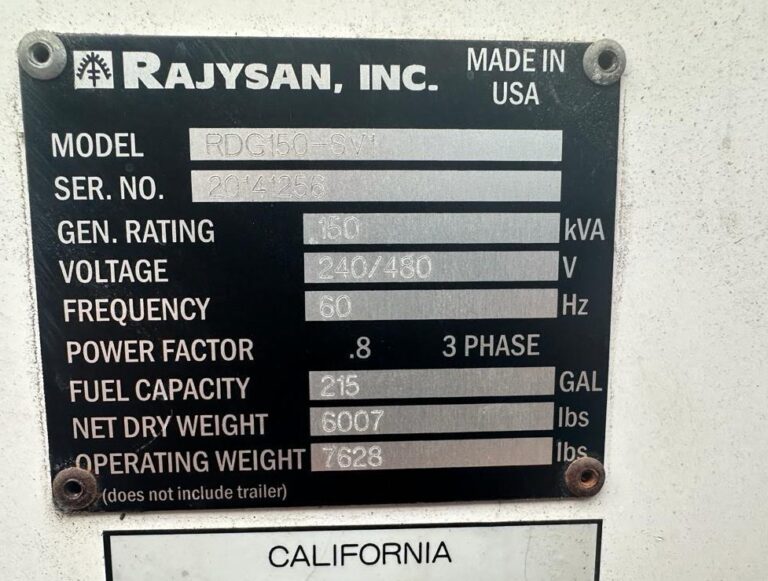 RAJYSAN, INC. MADE IN USA
MODEL RDG150-SV1
SER. NO. 20141256
GEN. RATING 150 kVA
VOLTAGE 240/480 V
FREQUENCY 60 Hz
POWER FACTOR .8 3 PHASE
FUEL CAPACITY 215 GAL
NET DRY WEIGHT 6007 lbs
OPERATING WEIGHT 7628 lbs
(does not include trailer)
CALIFORNIA